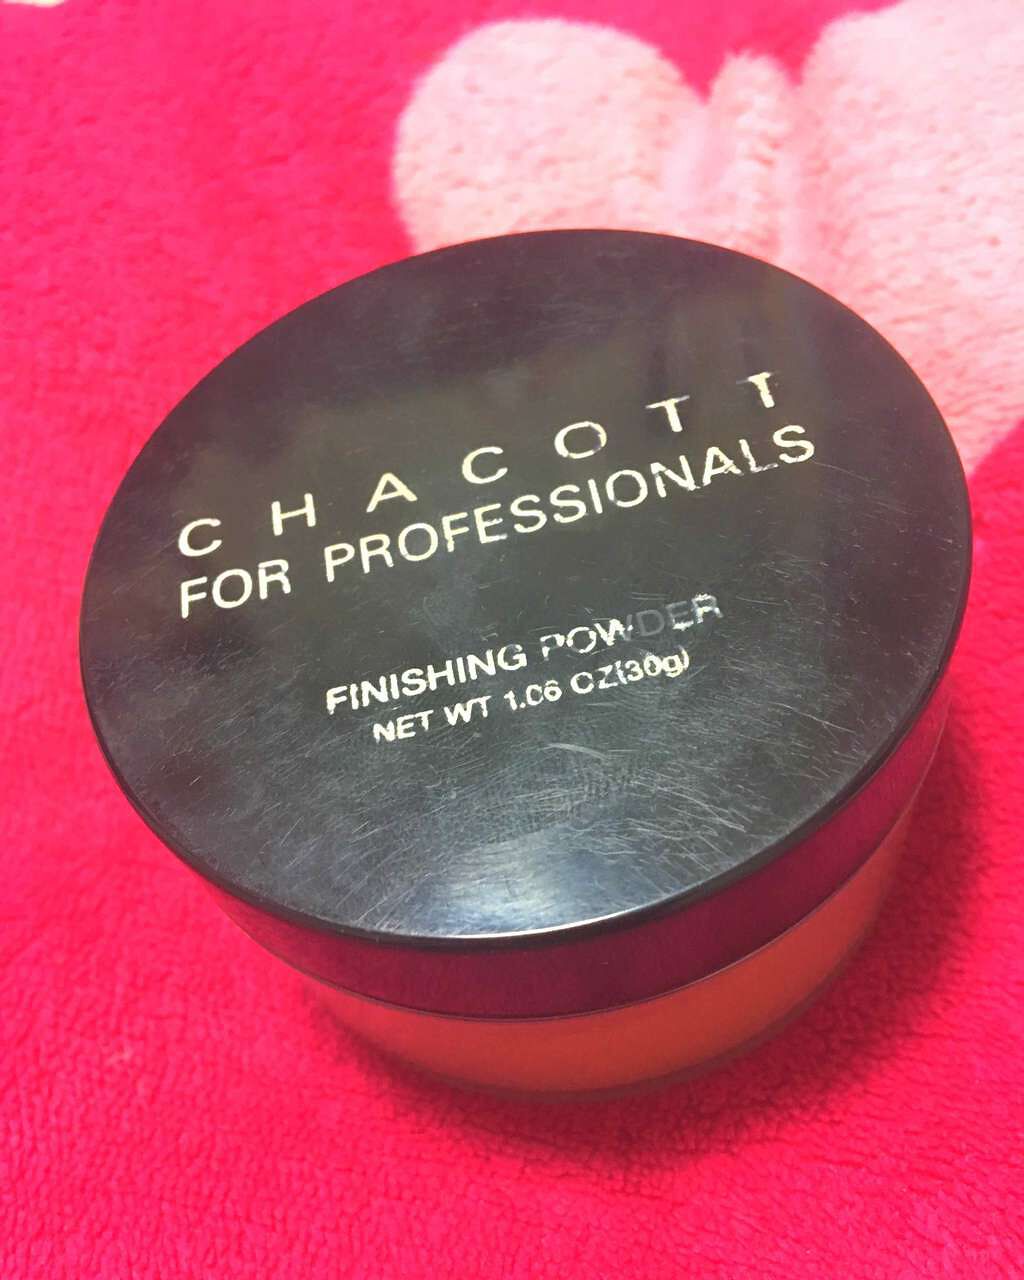 CHACOTT
FOR PROFESSIONALS
FINISHING POWDER
NET WT 1.06 OZ(30g)